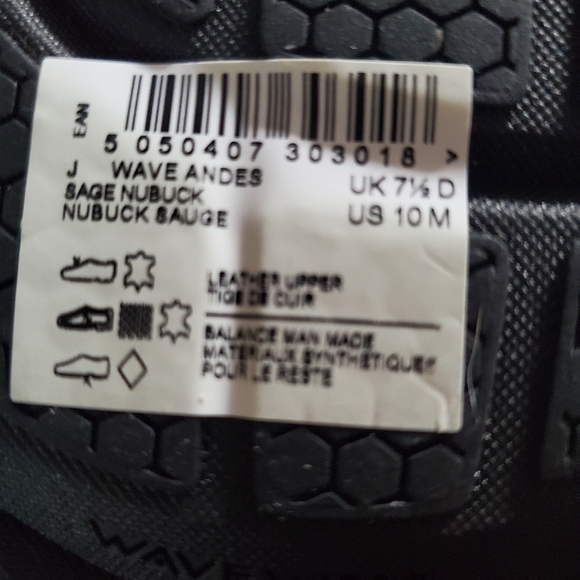 EAN
5 050407 303018 >
J WAVE ANDES UK 7½ D
SAGE NUBUCK US 10 M
NUBUCK SAUGE
LEATHER UPPER
TIGE DE CUIR
BALANCE MAN MADE
MATERIAUX SYNTHETIQUES
POUR LE RESTE
WAVE